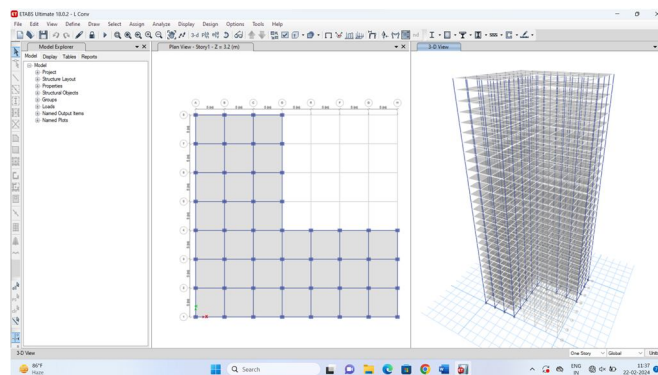 ETABS Ultimate 18.0.2 - L Conv
File Edit View Define Draw Select Assign Analyze Display Design Options Tools Help
Model Explorer
Plan View - Story1 - Z = 3.2 (m)
3-D View
Model Display Tables Reports
Model
Project
Structure Layout
Properties
Structural Objects
Groups
Loads
Named Output Items
Named Plots
3-D View
One Story
Global
Units
86°F
Haze
Search
ENG
IN
11:37
22-02-2024